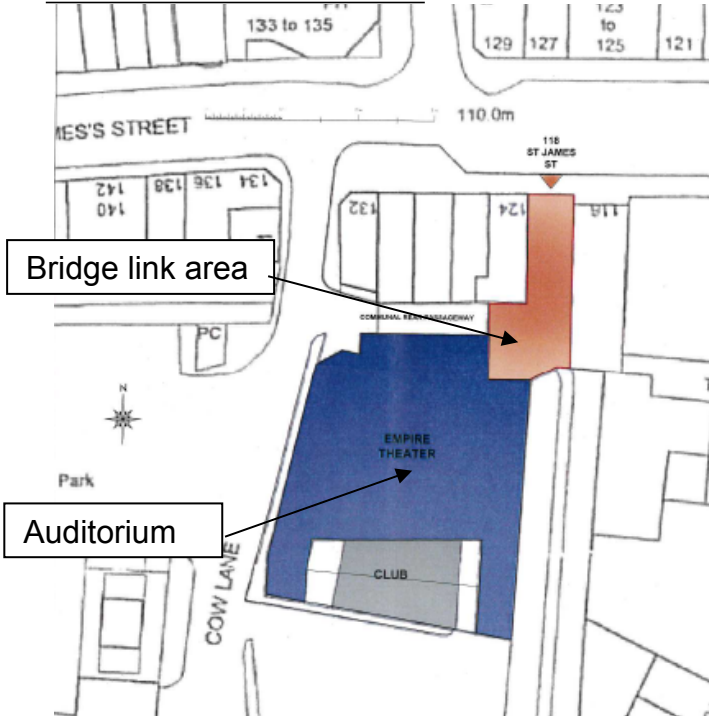 133 to 135
123
to
125
129
127
121
MES'S STREET
110.0m
118
ST JAMES
ST
142
140
138
136
134
132
124
116
Bridge link area
COMMUNAL REAR PASSAGEWAY
PC
N
EMPIRE
THEATER
Park
Auditorium
CLUB
COW LANE